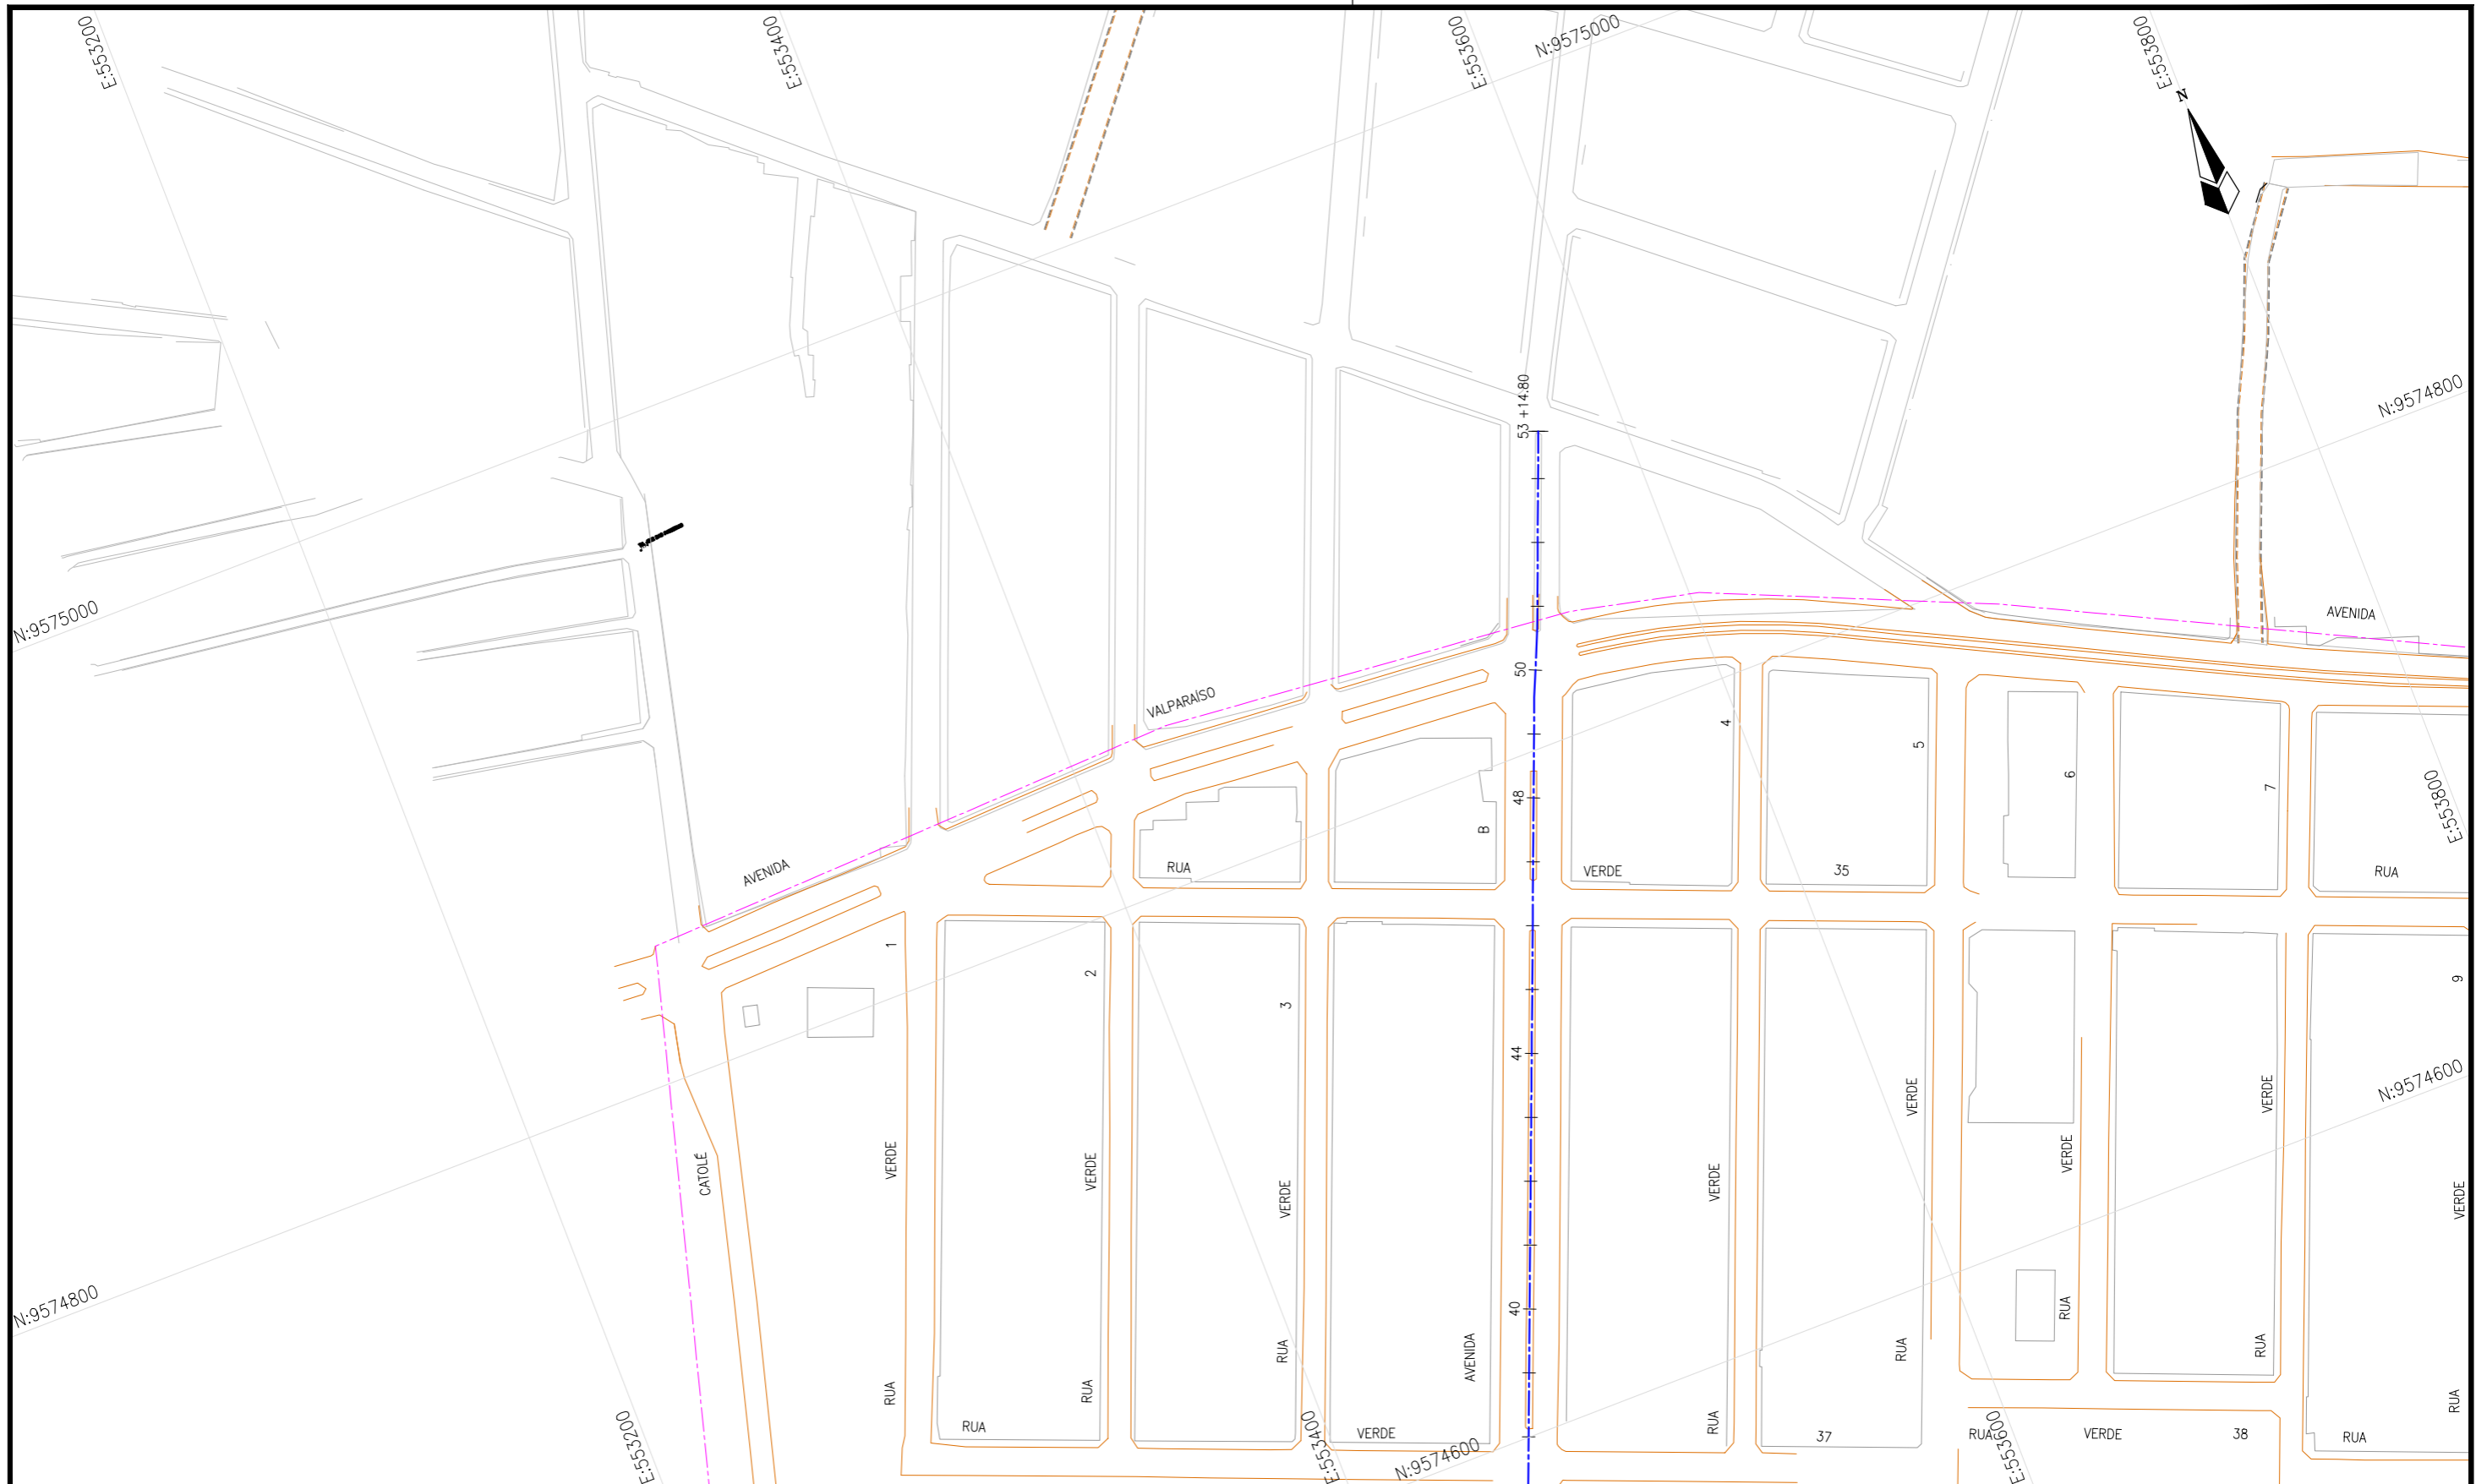 E:553200
E:553400
E:553600
N:9575000
E:553800
N
53 +14.80
N:9574800
N:9575000
AVENIDA
50
VALPARAÍSO
4
5
6
7
48
E:553800
B
AVENIDA
RUA
VERDE
35
RUA
1
2
3
9
44
N:9574600
VERDE
VERDE
CATOLÉ
VERDE
VERDE
VERDE
VERDE
VERDE
VERDE
N:9574800
40
RUA
RUA
RUA
AVENIDA
RUA
RUA
RUA
RUA
RUA
E:553200
RUA
E:553400
VERDE
N:9574600
37
E:553600
RUA
VERDE
38
RUA